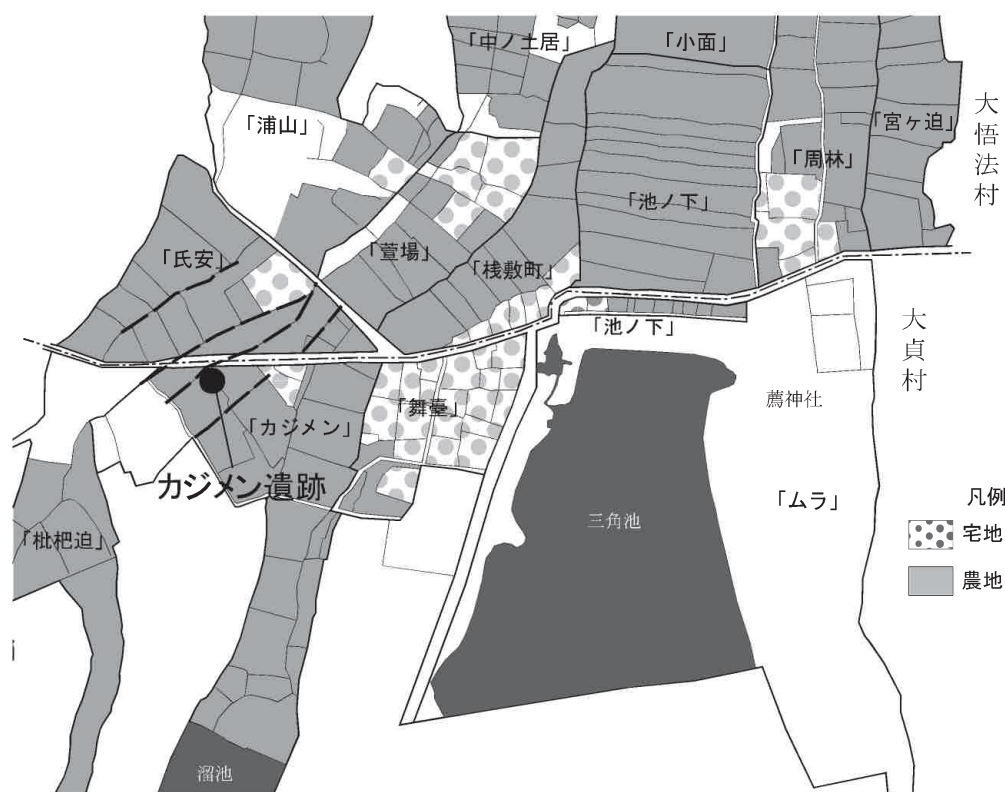 「中ノ土居」
「小面」
「浦山」
「宮ヶ迫」
大悟法村
「周林」
「池ノ下」
「氏安」
「萱場」
「桟敷町」
「池ノ下」
大貞村
薦神社
「舞臺」
「カジメン」
カジメン遺跡
「ムラ」
凡例
宅地
農地
三角池
「枇杷迫」
溜池